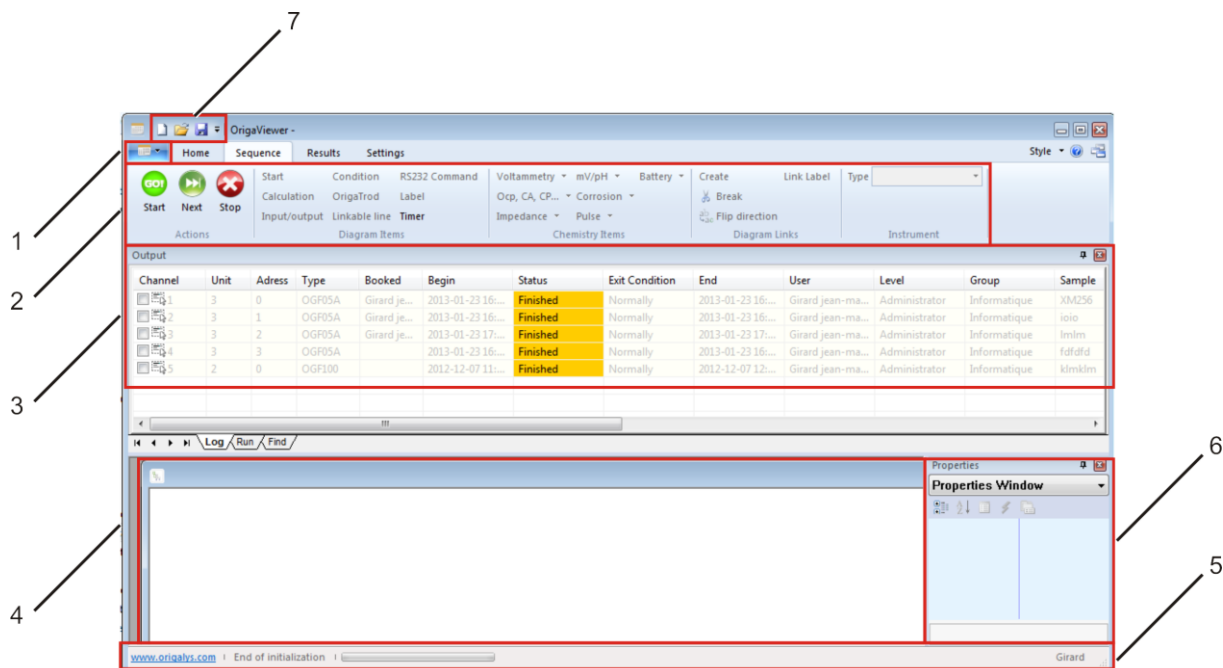 7
OrigaViewer -
Home Sequence Results Settings Style
GO! Start Next Stop
Actions
Start Condition RS232 Command
Calculation OrigaTrod Label
Input/output Linkable line Timer
Diagram Items
Voltammetry mV/pH Battery
Ocp, CA, CP... Corrosion
Impedance Pulse
Chemistry Items
Create Link Label
Break
Flip direction
Diagram Links
Type
Instrument
1
2
3
Output
Channel Unit Adress Type Booked Begin Status Exit Condition End User Level Group Sample
1 3 0 OGF05A Girard je... 2013-01-23 16:... Finished Normally 2013-01-23 16:... Girard jean-ma... Administrator Informatique XM256
2 3 1 OGF05A Girard je... 2013-01-23 16:... Finished Normally 2013-01-23 16:... Girard jean-ma... Administrator Informatique ioio
3 3 2 OGF05A Girard je... 2013-01-23 17:... Finished Normally 2013-01-23 17:... Girard jean-ma... Administrator Informatique lmlm
4 3 3 OGF05A 2013-01-23 16:... Finished Normally 2013-01-23 16:... Girard jean-ma... Administrator Informatique fdfdfd
5 2 0 OGF100 2012-12-07 11:... Finished Normally 2012-12-07 12:... Girard jean-ma... Administrator Informatique klmklm
Log Run Find
Properties
Properties Window
6
4
5
www.origalys.com End of initialization Girard